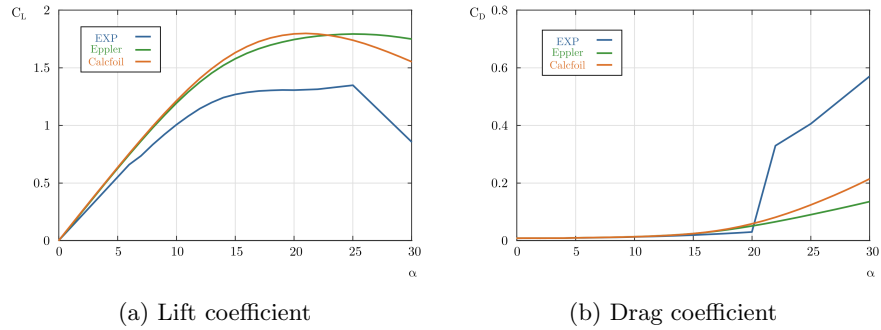 C_L
2
1.5
1
0.5
0
EXP
Eppler
Calcfoil
0 5 10 15 20 25 30
α
(a) Lift coefficient
C_D
0.8
0.6
0.4
0.2
0
EXP
Eppler
Calcfoil
0 5 10 15 20 25 30
α
(b) Drag coefficient